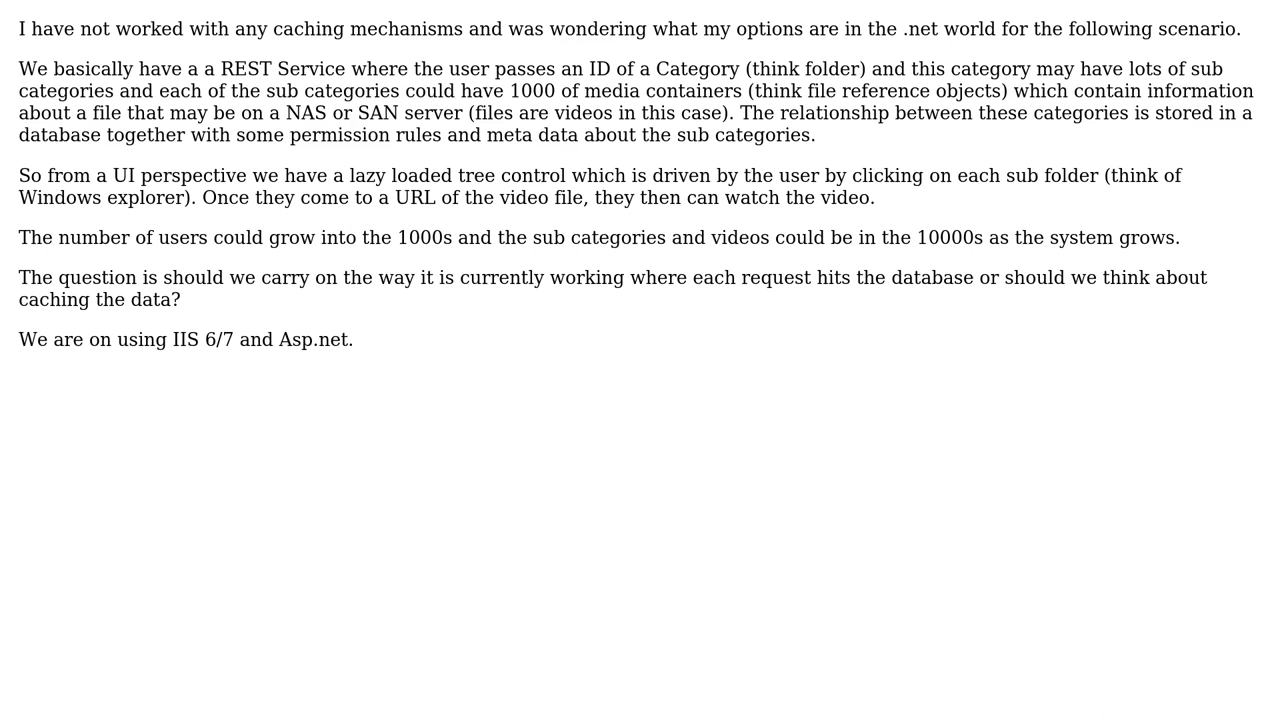 I have not worked with any caching mechanisms and was wondering what my options are in the .net world for the following scenario.
We basically have a a REST Service where the user passes an ID of a Category (think folder) and this category may have lots of sub
categories and each of the sub categories could have 1000 of media containers (think file reference objects) which contain information
about a file that may be on a NAS or SAN server (files are videos in this case). The relationship between these categories is stored in a
database together with some permission rules and meta data about the sub categories.
So from a UI perspective we have a lazy loaded tree control which is driven by the user by clicking on each sub folder (think of
Windows explorer). Once they come to a URL of the video file, they then can watch the video.
The number of users could grow into the 1000s and the sub categories and videos could be in the 10000s as the system grows.
The question is should we carry on the way it is currently working where each request hits the database or should we think about
caching the data?
We are on using IIS 6/7 and Asp.net.